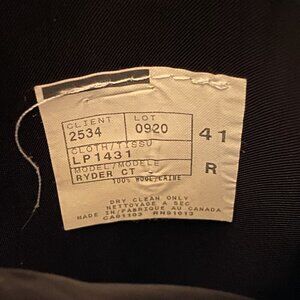 CLIENT LOT
2534 0920
CLOTH/TISSU 41
LP1431
MODEL/MODELE R
RYDER CT
100% WOOL/LAINE
DRY CLEAN ONLY
NETTOYAGE A SEC
MADE IN/FABRIQUE AU CANADA
CA01103 RN91013